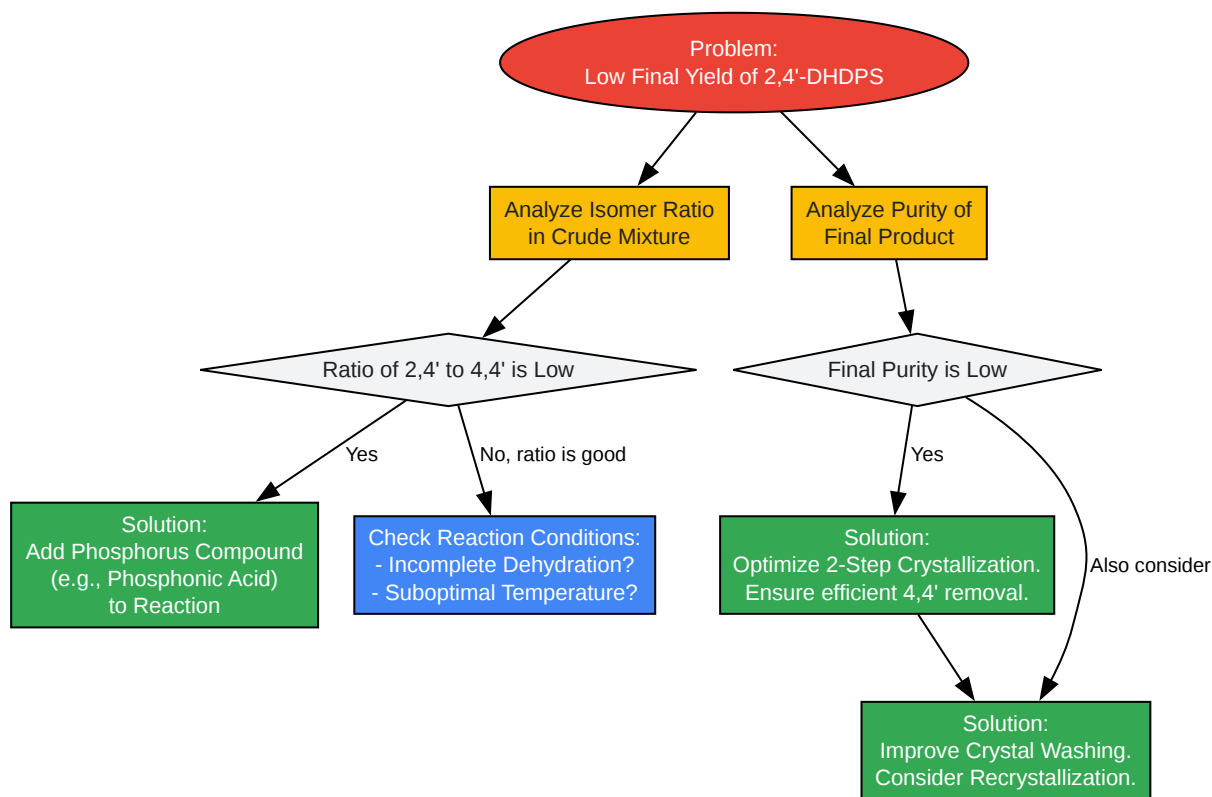 Problem:
Low Final Yield of 2,4'-DHDPS
Analyze Isomer Ratio
in Crude Mixture
Analyze Purity of
Final Product
Ratio of 2,4' to 4,4' is Low
Final Purity is Low
Yes
No, ratio is good
Yes
Also consider
Solution:
Add Phosphorus Compound
(e.g., Phosphonic Acid)
to Reaction
Check Reaction Conditions:
- Incomplete Dehydration?
- Suboptimal Temperature?
Solution:
Optimize 2-Step Crystallization.
Ensure efficient 4,4' removal.
Solution:
Improve Crystal Washing.
Consider Recrystallization.